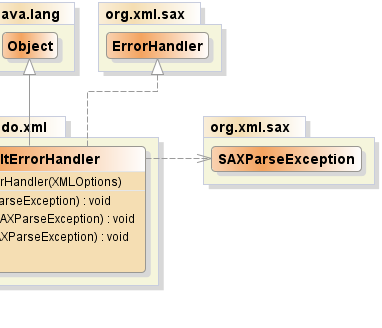 ava.lang
org.xml.sax
Object
ErrorHandler
do.xml
org.xml.sax
ltErrorHandler
SAXParseException
rHandler(XMLOptions)
arseException) : void
AXParseException) : void
XParseException) : void